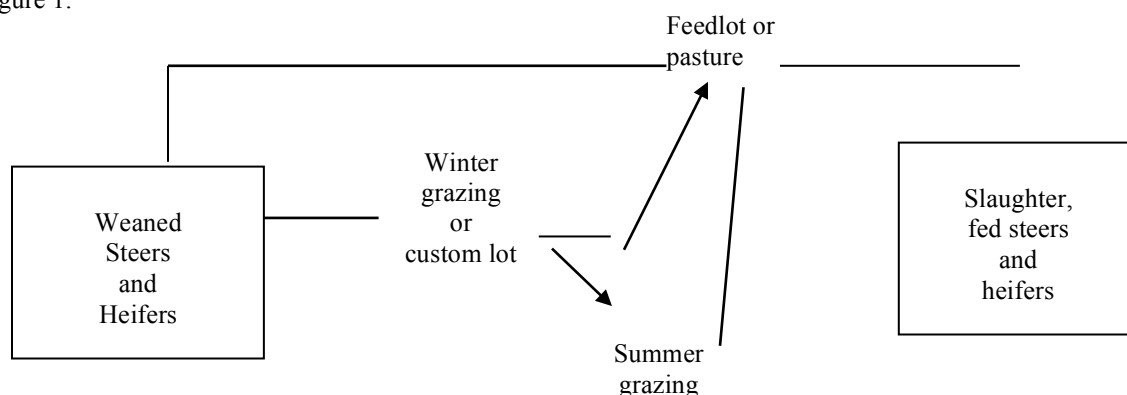 gure 1.
Feedlot or
pasture
Winter
grazing
or
custom lot
Weaned
Steers
and
Heifers
Slaughter,
fed steers
and
heifers
Summer
grazing